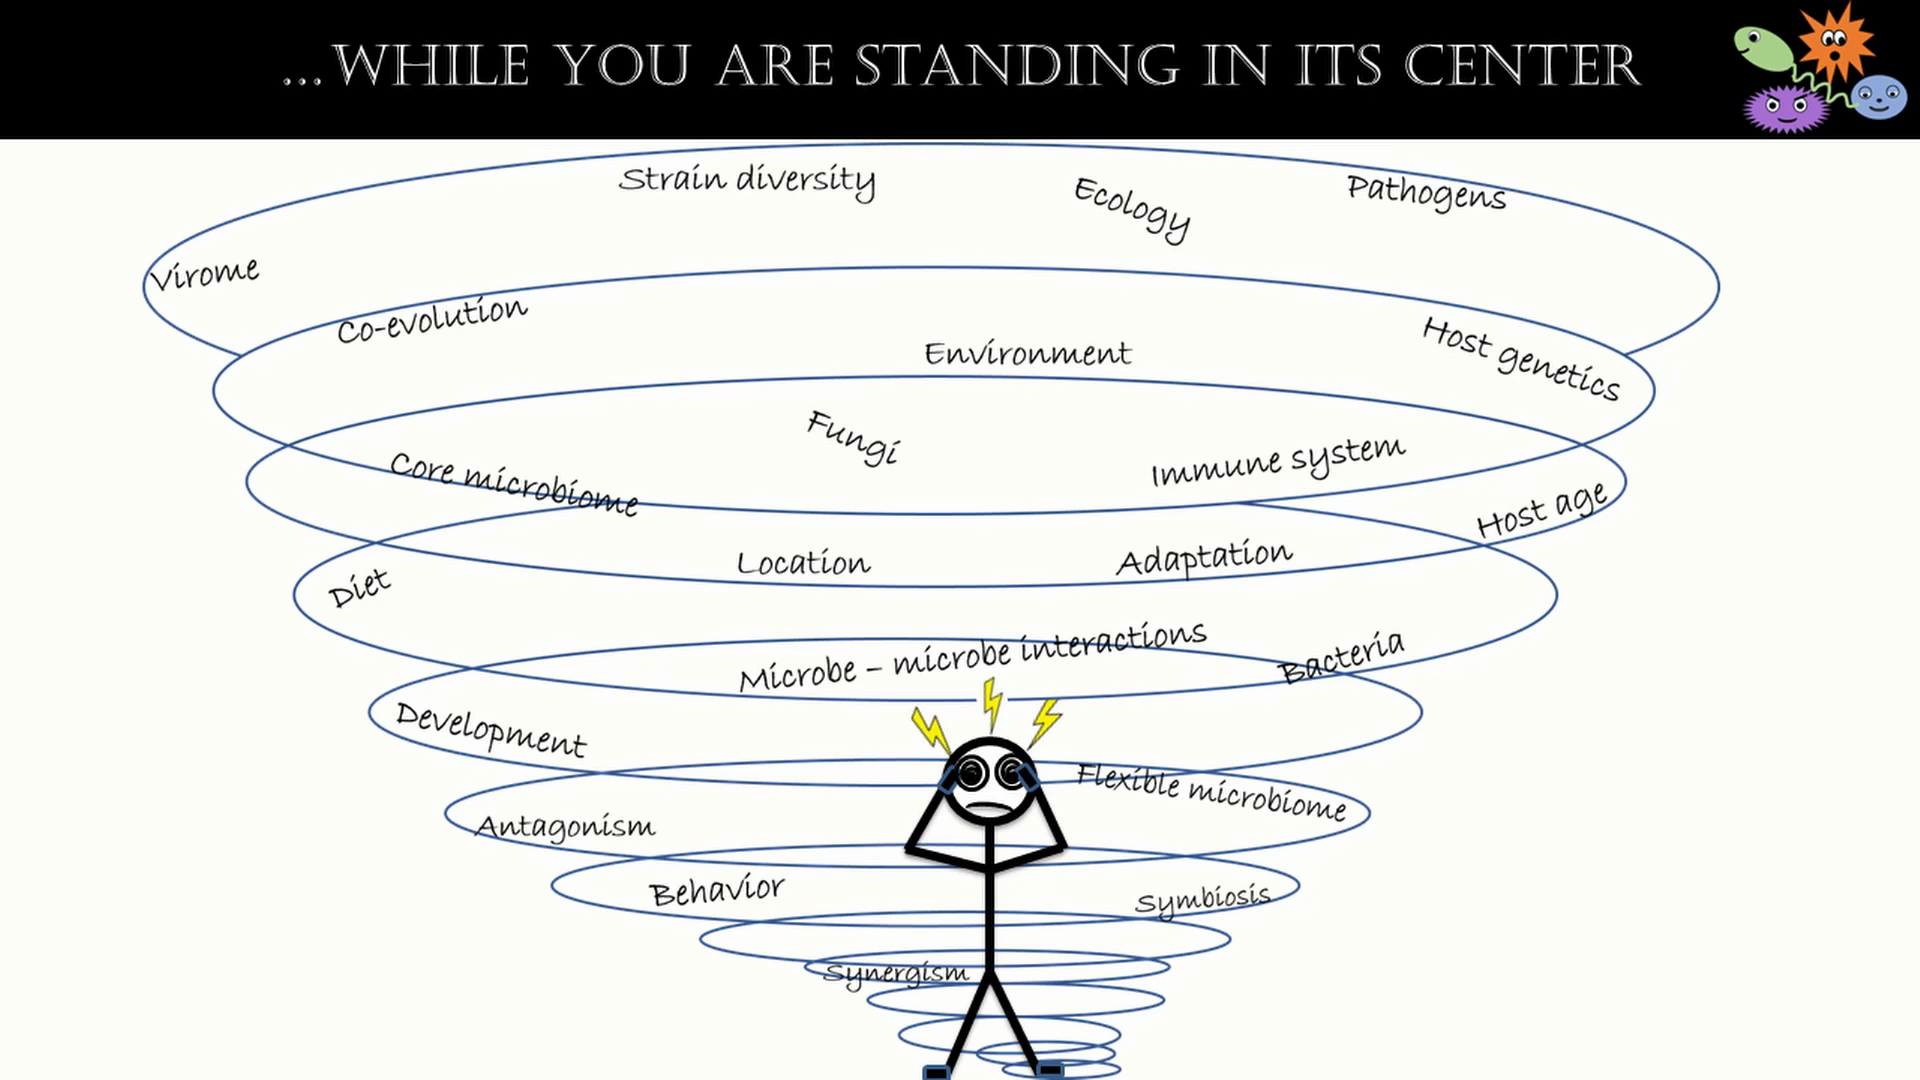 ...WHILE YOU ARE STANDING IN ITS CENTER
Strain diversity
Ecology
Pathogens
Virome
Co-evolution
Environment
Host genetics
Fungi
Core microbiome
Immune system
Host age
Location
Adaptation
Diet
Microbe – microbe interactions
Bacteria
Development
Flexible microbiome
Antagonism
Behavior
Symbiosis
Synergism